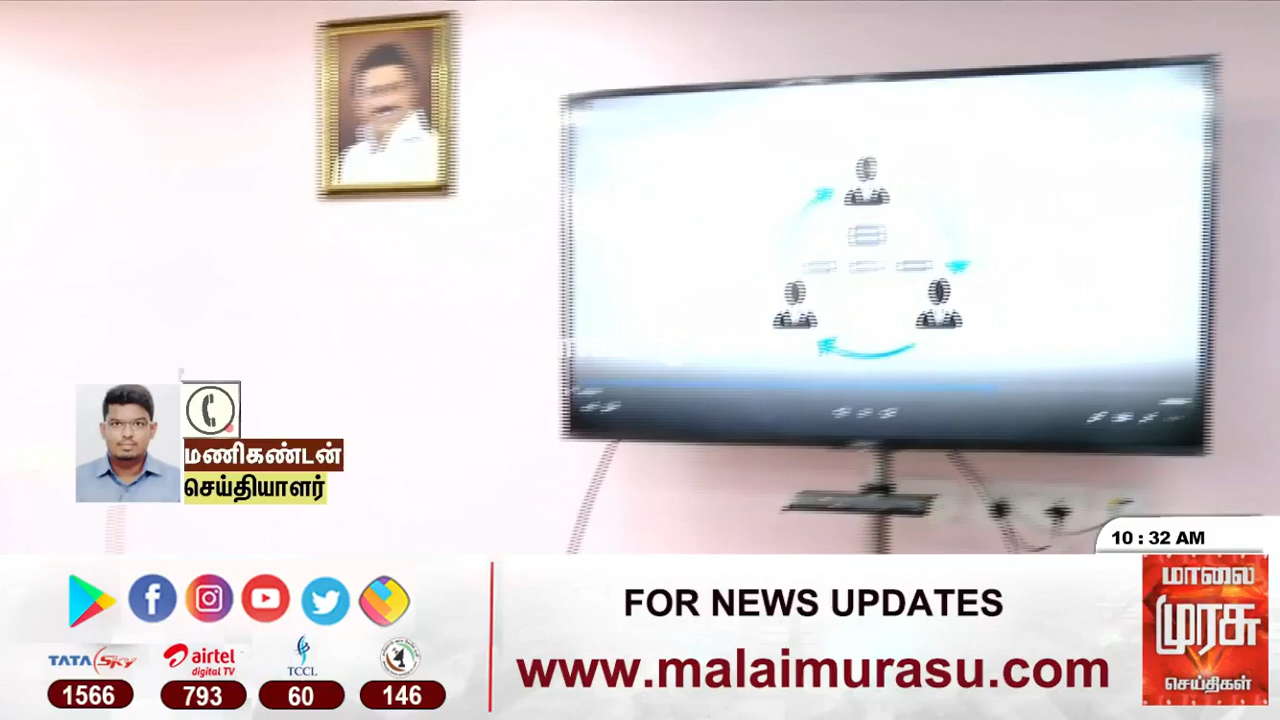 மணிகண்டன்
செய்தியாளர்
10 : 32 AM
FOR NEWS UPDATES
www.malaimurasu.com
TATA SKY
airtel
digital TV
TCCL
1566
793
60
146
மாலை
முரசு
செய்திகள்